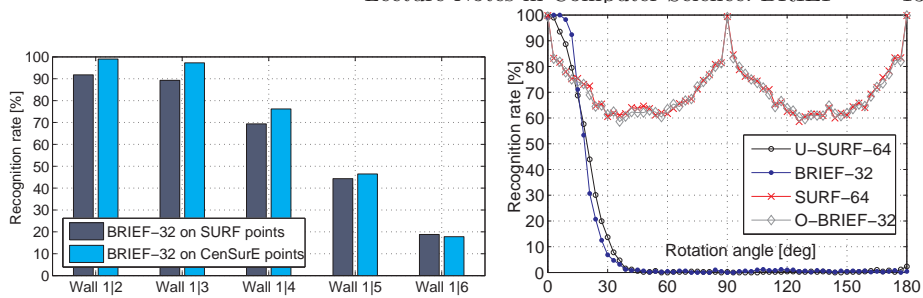 Lecture Notes in Computer Science: BRIEF
Recognition rate [%]
100
90
80
70
60
50
40
30
20
10
0
BRIEF-32 on SURF points
BRIEF-32 on CenSurE points
Wall 1|2 Wall 1|3 Wall 1|4 Wall 1|5 Wall 1|6
Recognition rate [%]
100
90
80
70
60
50
40
30
20
10
0
U-SURF-64
BRIEF-32
SURF-64
O-BRIEF-32
Rotation angle [deg]
0 30 60 90 120 150 180